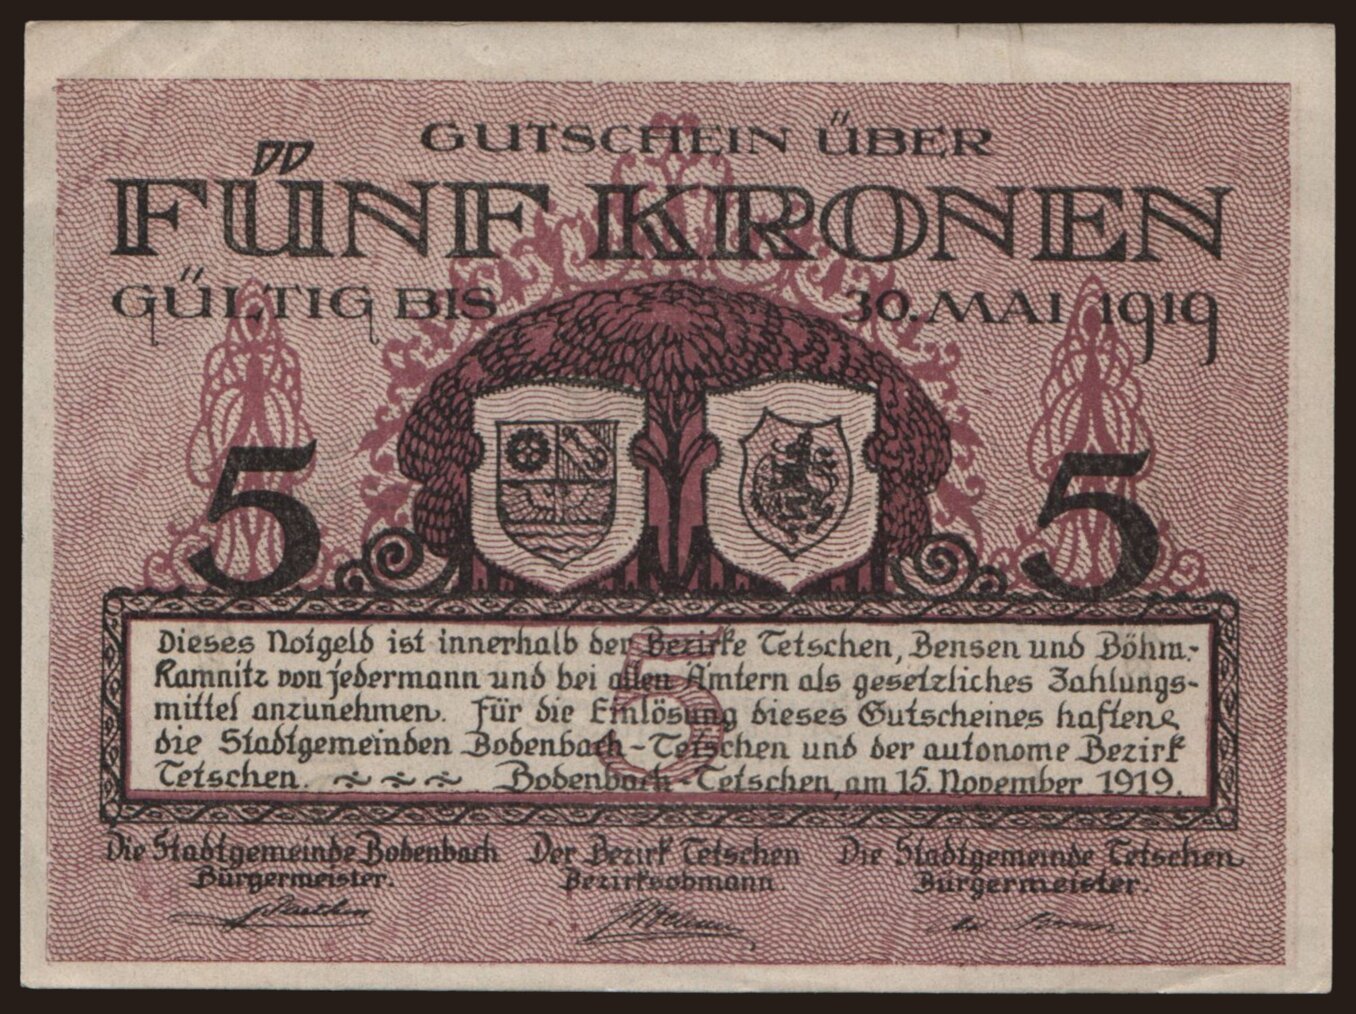 GUTSCHEIN ÜBER
FÜNF KRONEN
GÜLTIG BIS 30. MAI 1919
5 5
Dieses Notgeld ist innerhalb der Bezirke Tetschen, Bensen und Böhm.-
Kamnitz von jedermann und bei allen Ämtern als gesetzliches Zahlungs-
mittel anzunehmen. Für die Einlösung dieses Gutscheines haften
die Stadtgemeinden Bodenbach-Tetschen und der autonome Bezirk
Tetschen. Bodenbach-Tetschen, am 15. November 1919.
5
Die Stadtgemeinde Bodenbach Der Bezirk Tetschen Die Stadtgemeinde Tetschen
Bürgermeister. Bezirksobmann. Bürgermeister.